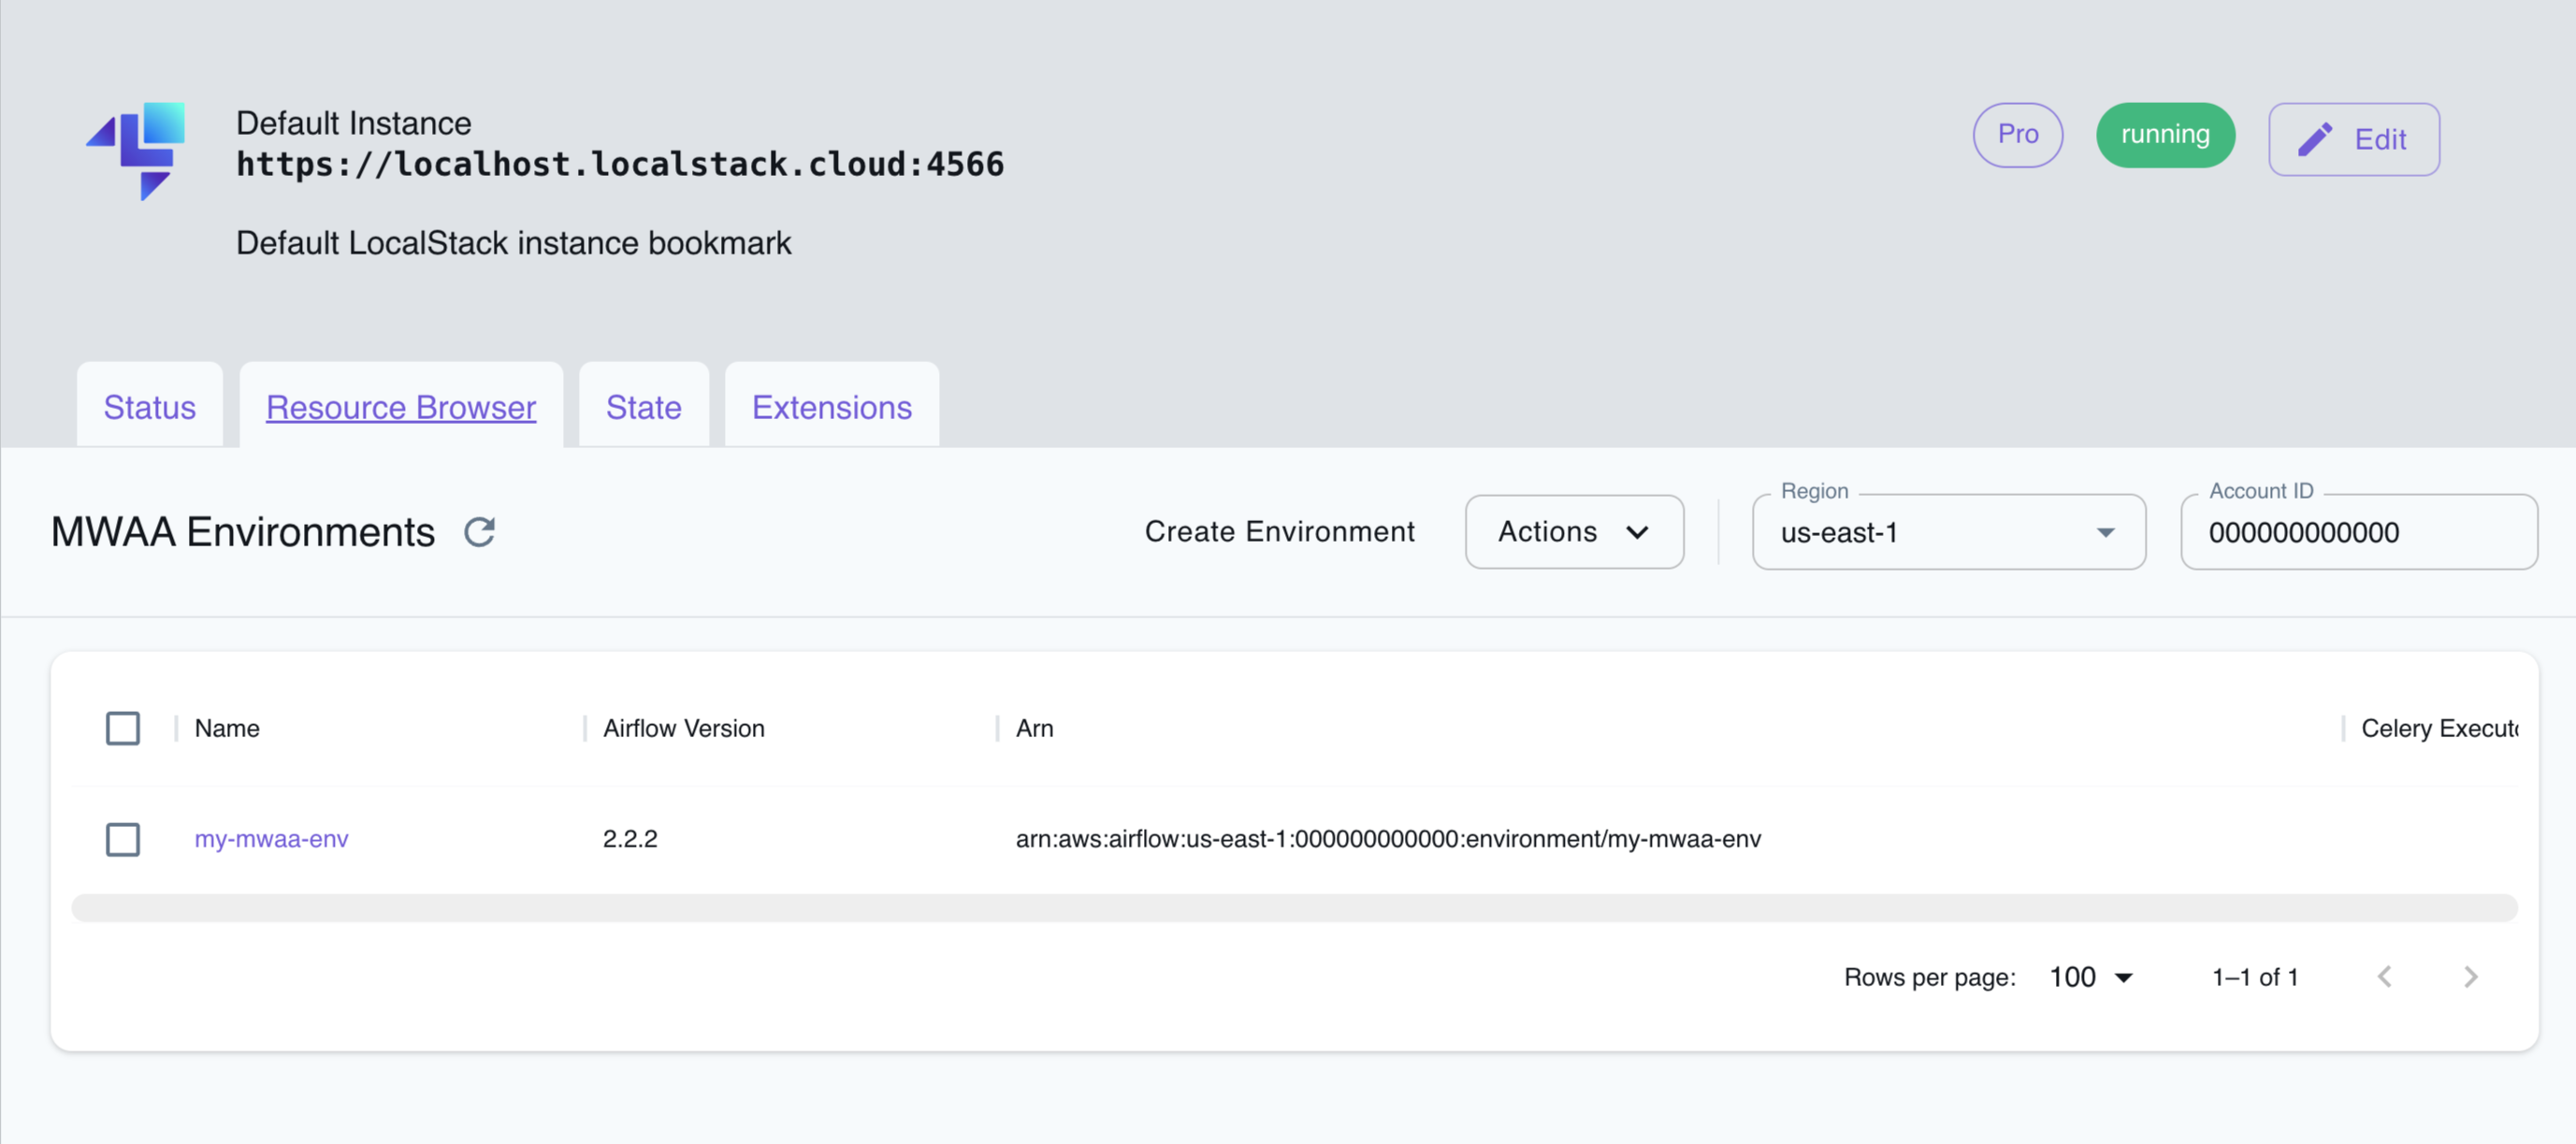 Default Instance
https://localhost.localstack.cloud:4566
Default LocalStack instance bookmark
Pro
running
Edit
Status
Resource Browser
State
Extensions
MWAA Environments
Create Environment
Actions
Region
us-east-1
Account ID
000000000000
Name
Airflow Version
Arn
Celery Execut
my-mwaa-env
2.2.2
arn:aws:airflow:us-east-1:000000000000:environment/my-mwaa-env
Rows per page:
100
1–1 of 1